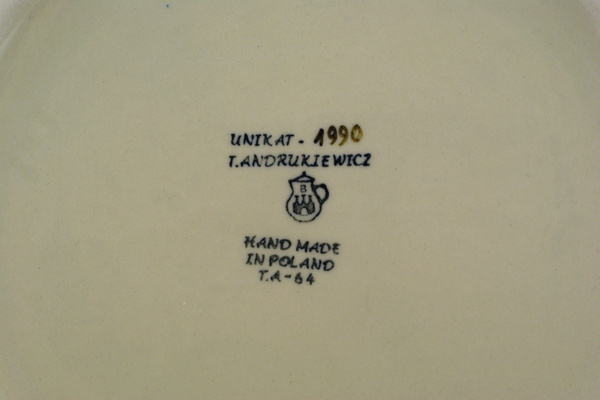 UNIKAT - 1990
T. ANDRUKIEWICZ
B
HAND MADE
IN POLAND
T.A-64